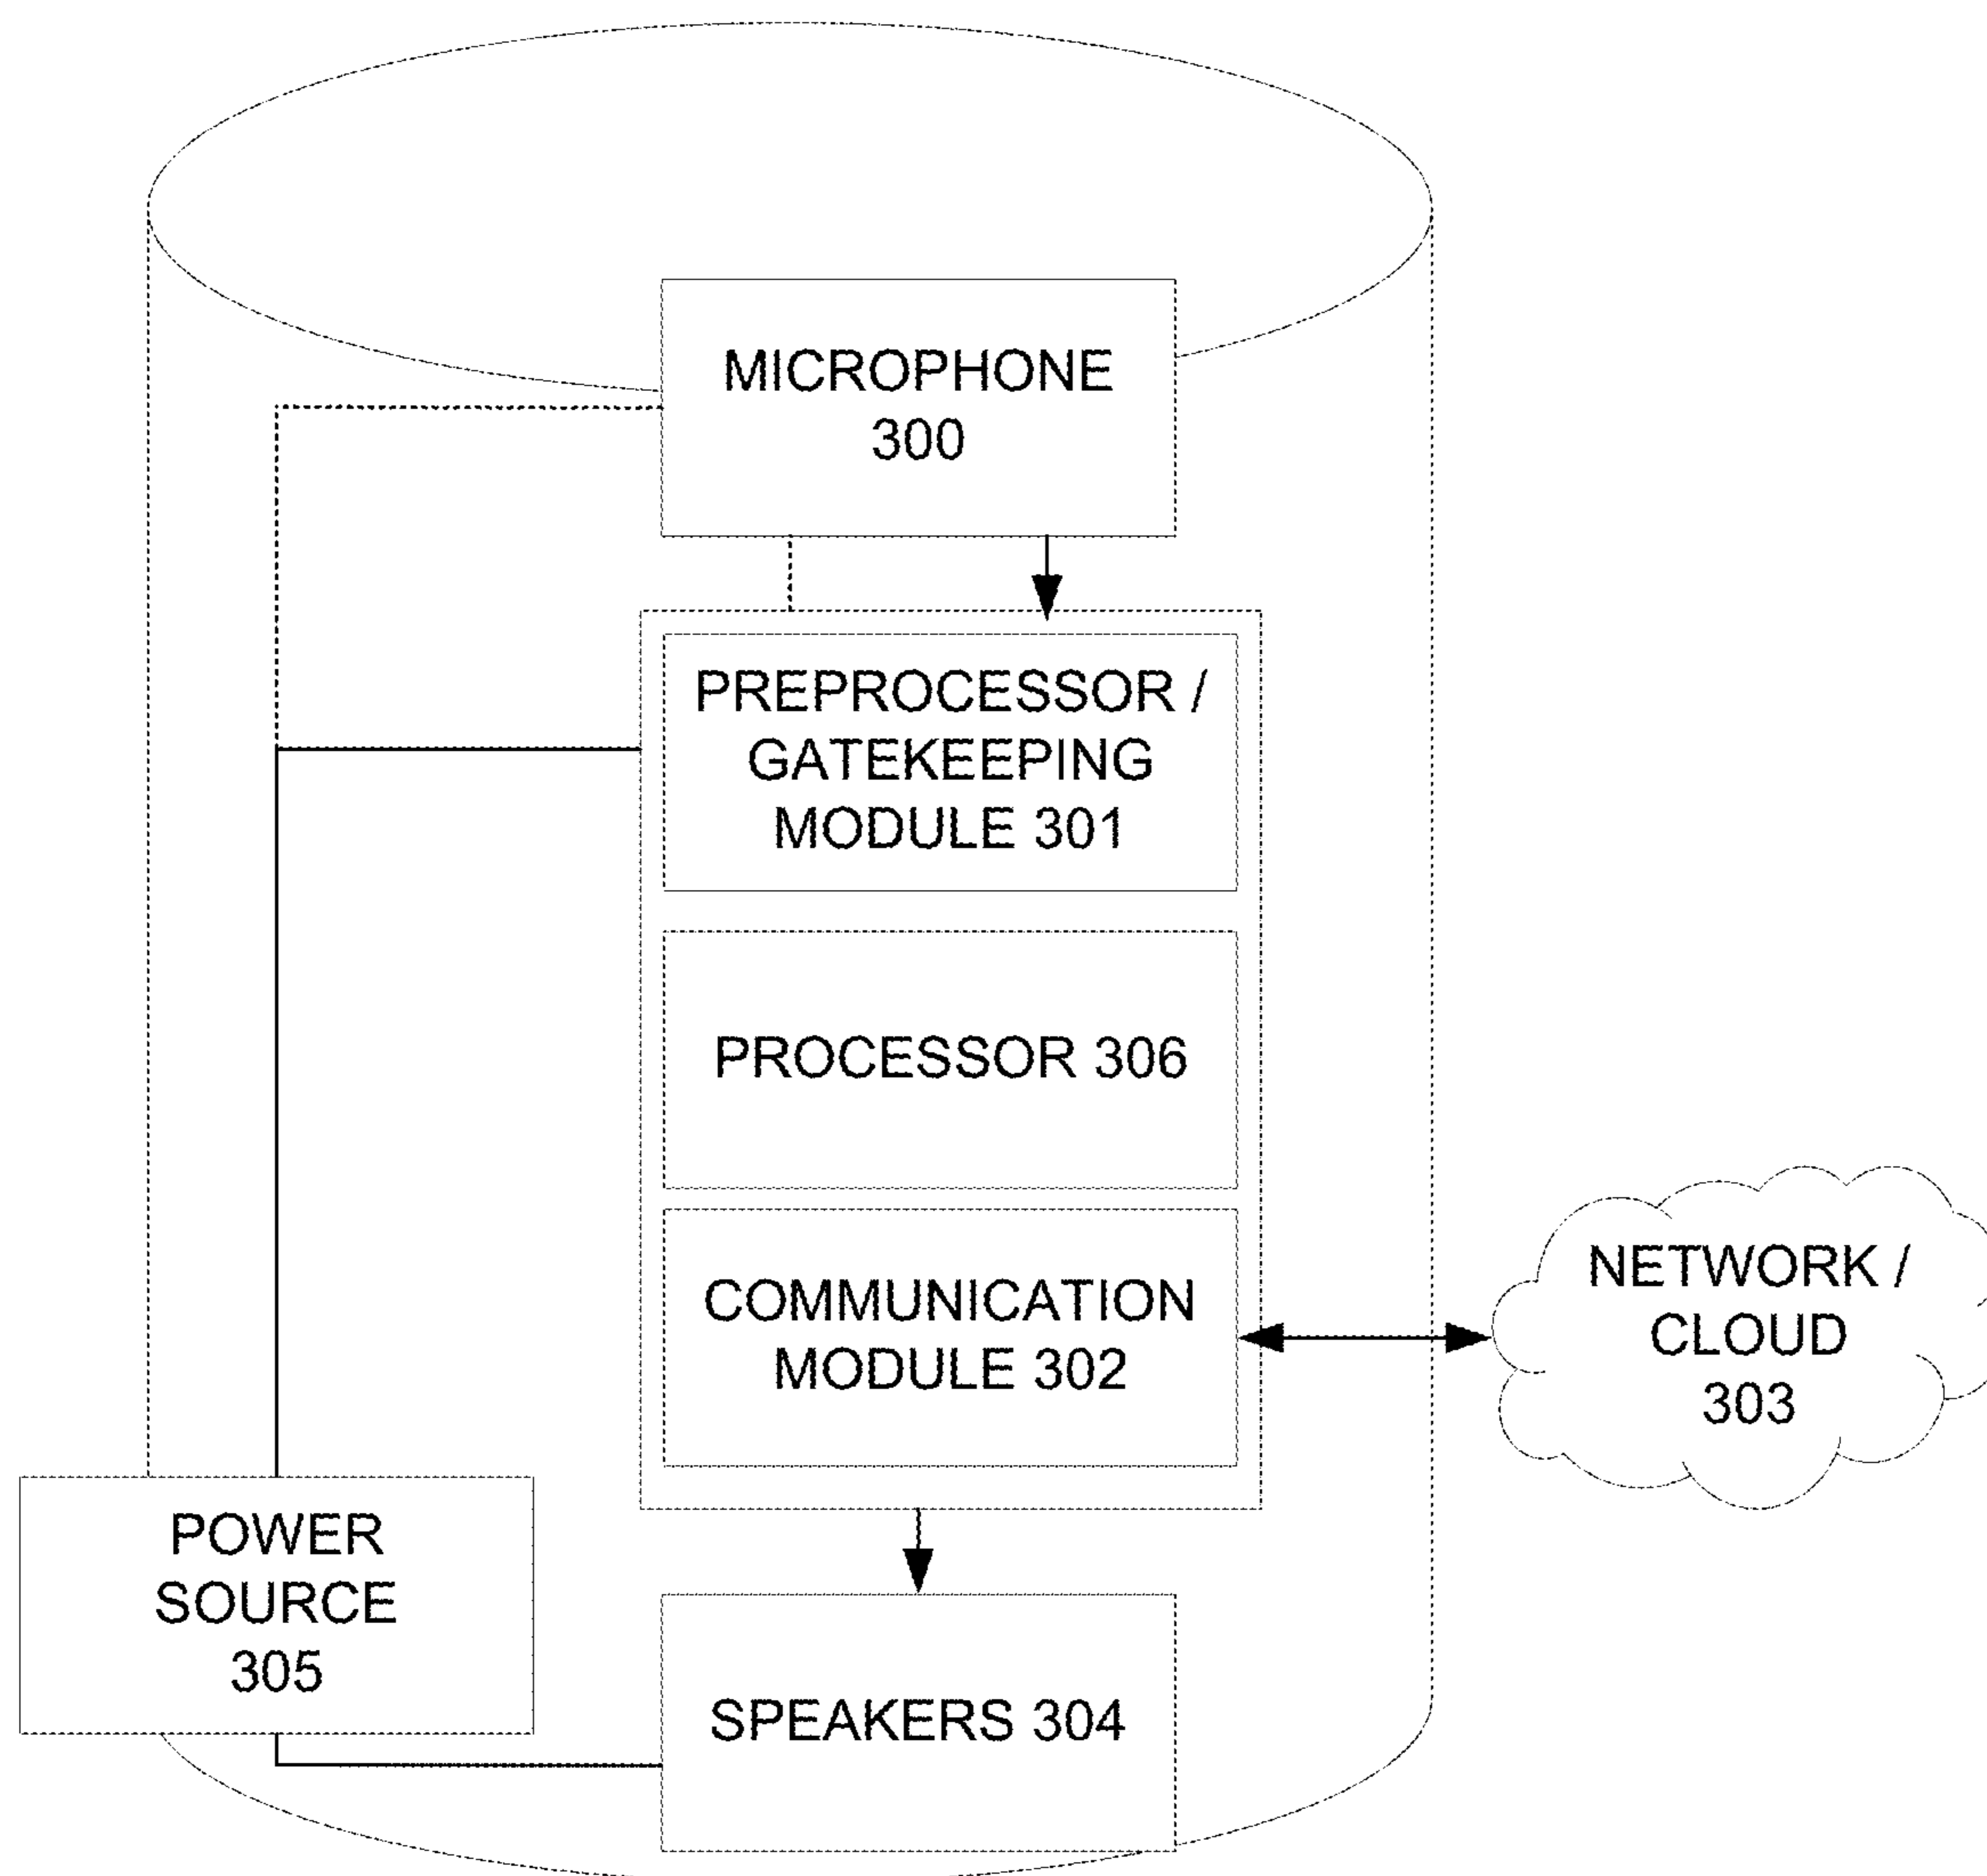 MICROPHONE
300
PREPROCESSOR /
GATEKEEPING
MODULE 301
PROCESSOR 306
COMMUNICATION
MODULE 302
NETWORK /
CLOUD
303
POWER
SOURCE
305
SPEAKERS 304